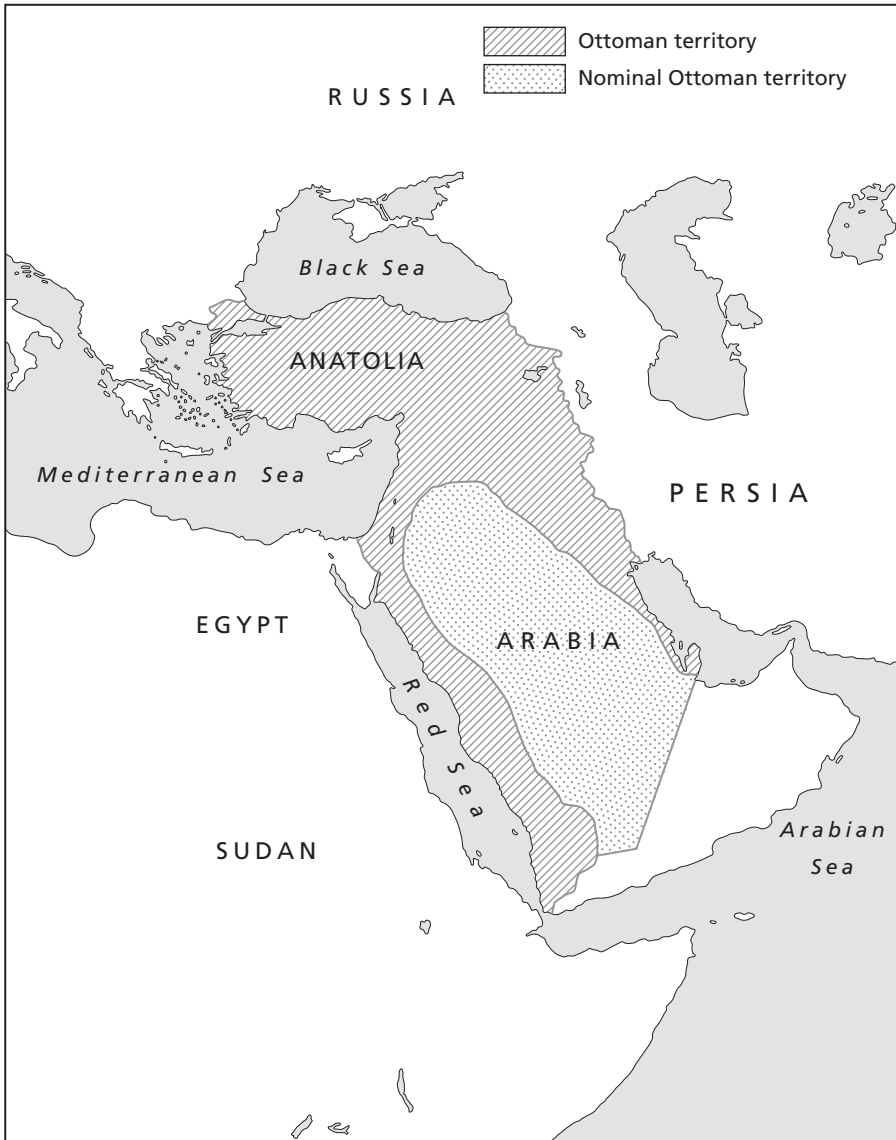 Ottoman territory
Nominal Ottoman territory
RUSSIA
Black Sea
ANATOLIA
Mediterranean Sea
PERSIA
EGYPT
ARABIA
Red Sea
SUDAN
Arabian
Sea